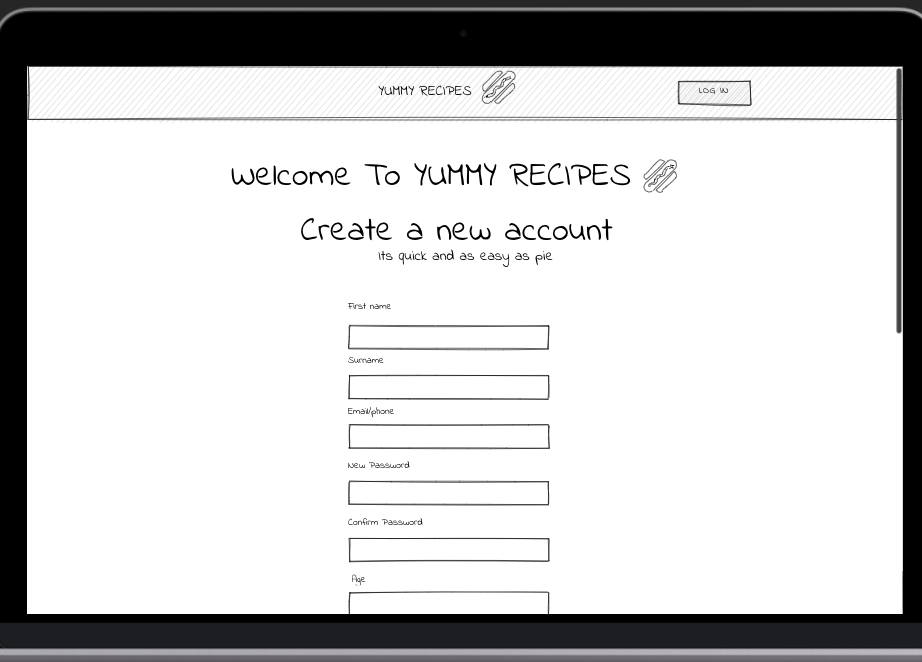 YUMMY RECIPES
LOG IN
Welcome To YUMMY RECIPES
Create a new account
Its quick and as easy as pie
First name
Surname
Email/phone
New Password
Confirm Password
Age